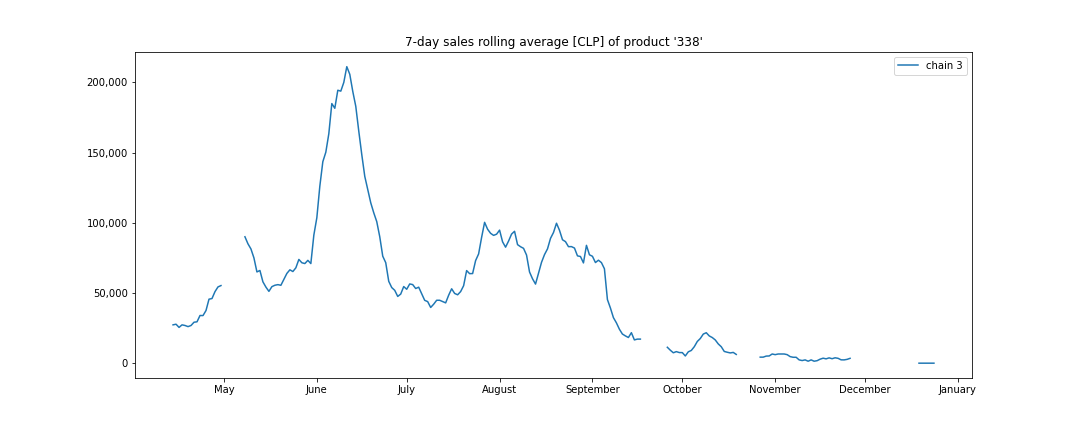 7-day sales rolling average [CLP] of product '338'
chain 3
200,000
150,000
100,000
50,000
0
May June July August September October November December January